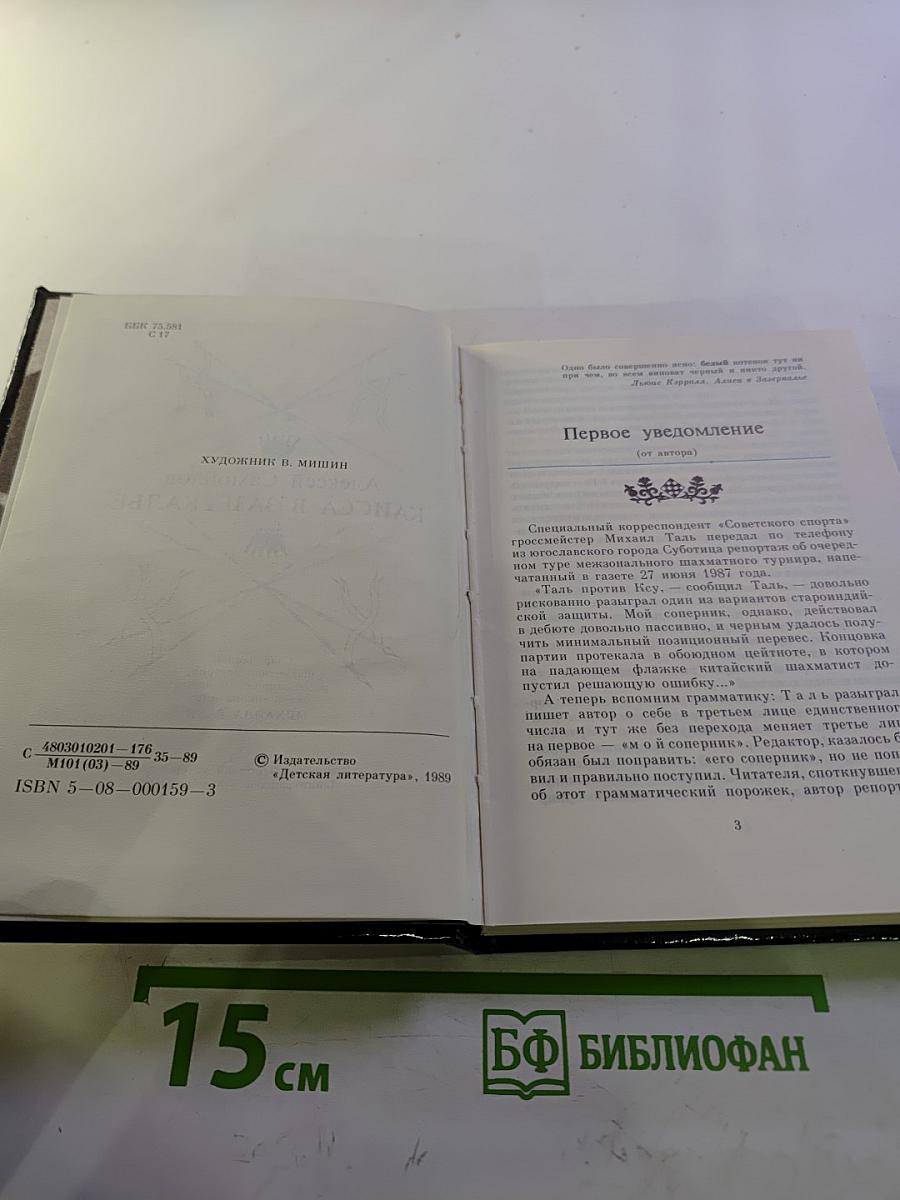 ББК 75.581
С 17
ХУДОЖНИК В. МИШИН
С 4803010201—176 35—89
М101(03)—89
© Издательство
«Детская литература», 1989
ISBN 5—08—000159—3
Одно было совершенно ясно: белый котенок тут ни
при чем, во всем виноват черный и никто другой.
Льюис Кэрролл. Алиса в Зазеркалье
Первое уведомление
(от автора)
Специальный корреспондент «Советского спорта»
гроссмейстер Михаил Таль передал по телефону
из югославского города Суботица репортаж об очеред-
ном туре межзонального шахматного турнира, напе-
чатанный в газете 27 июня 1987 года.
«Таль против Ксу, — сообщил Таль, — довольно
рискованно разыграл один из вариантов староиндий-
ской защиты. Мой соперник, однако, действовал
в дебюте довольно пассивно, и черным удалось полу-
чить минимальный позиционный перевес. Концовка
партии протекала в обоюдном цейтноте, в котором
на падающем флажке китайский шахматист до-
пустил решающую ошибку...»
А теперь вспомним грамматику: Т а л ь разыграл
пишет автор о себе в третьем лице единственног
числа и тут же без перехода меняет третье ли
на первое — «м о й соперник». Редактор, казалось б
обязан был поправить: «его соперник», но не поп
вил и правильно поступил. Читателя, споткнувшег
об этот грамматический порожек, автор репорт
3
15 см
БФ БИБЛИОФАН